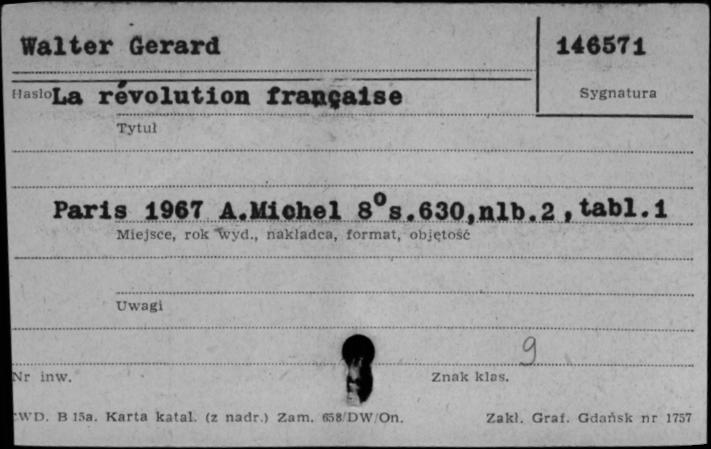 Walter Gerard 146571
Hasło La révolution française Sygnatura
Tytuł
Paris 1967 A.Michel 8°s.630,nlb.2,tabl.1
Miejsce, rok wyd., nakładca, format, objętość
Uwagi
9
Nr inw. Znak klas.
WD. B 15a. Karta katal. (z nadr.) Zam. 658/DW/On. Zakł. Graf. Gdańsk nr 1757